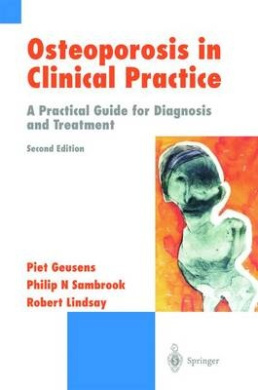 Osteoporosis in
Clinical Practice
A Practical Guide for Diagnosis
and Treatment
Second Edition
Piet Geusens
Philip N Sambrook
Robert Lindsay
Springer